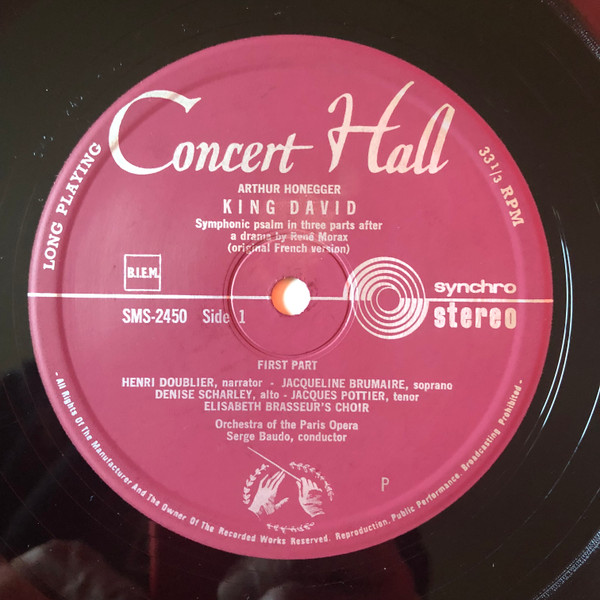 Concert Hall
LONG PLAYING
33 1/3 RPM
ARTHUR HONEGGER
KING DAVID
Symphonic psalm in three parts after
a drama by René Morax
(original French version)
B.I.E.M.
synchro
stereo
SMS-2450 Side 1
FIRST PART
HENRI DOUBLIER, narrator - JACQUELINE BRUMAIRE, soprano
DENISE SCHARLEY, alto - JACQUES POTTIER, tenor
ELISABETH BRASSEUR'S CHOIR
Orchestra of the Paris Opera
Serge Baudo, conductor
P
- All Rights Of The Manufacturer And The Owner Of The Recorded Works Reserved. Reproduction. Public Performance. Broadcasting Prohibited -